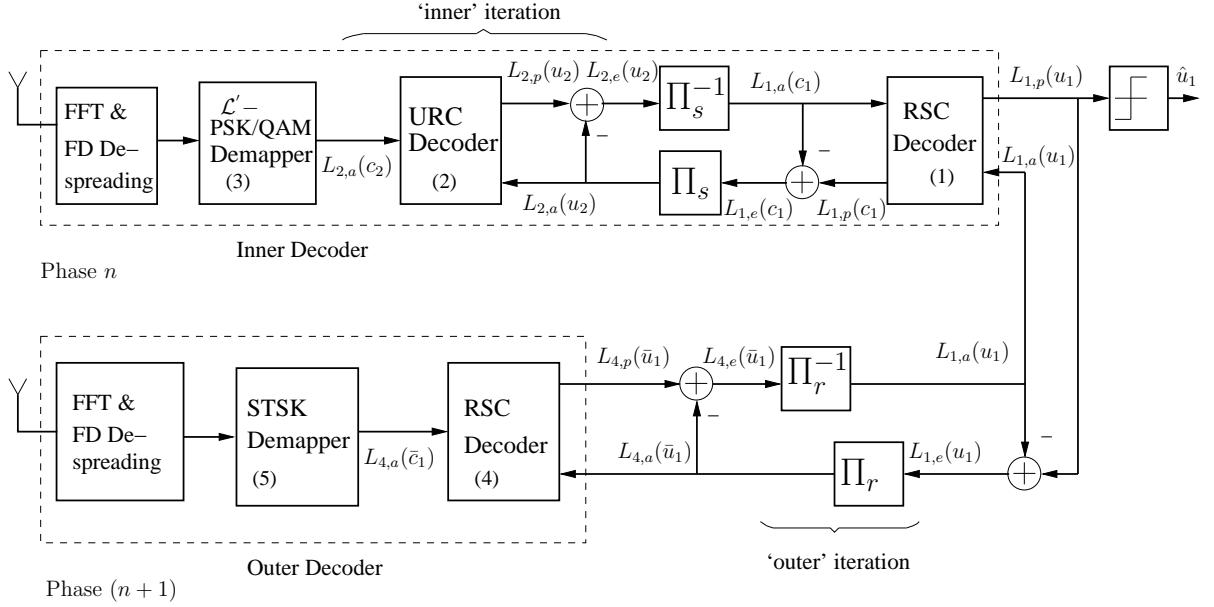 ‘inner’ iteration
FFT &
FD De–
spreading
ℒ′–
PSK/QAM
Demapper
(3)
L_{2,a}(c_2)
URC
Decoder
(2)
L_{2,p}(u_2)
L_{2,e}(u_2)
–
L_{2,a}(u_2)
Π_s^{-1}
Π_s
L_{1,a}(c_1)
–
L_{1,e}(c_1)
L_{1,p}(c_1)
RSC
Decoder
(1)
L_{1,p}(u_1)
L_{1,a}(u_1)
û_1
Inner Decoder
Phase n
FFT &
FD De–
spreading
STSK
Demapper
(5)
L_{4,a}(c̄_1)
RSC
Decoder
(4)
L_{4,p}(ū_1)
L_{4,e}(ū_1)
–
L_{4,a}(ū_1)
Π_r^{-1}
Π_r
L_{1,a}(u_1)
–
L_{1,e}(u_1)
‘outer’ iteration
Outer Decoder
Phase (n + 1)